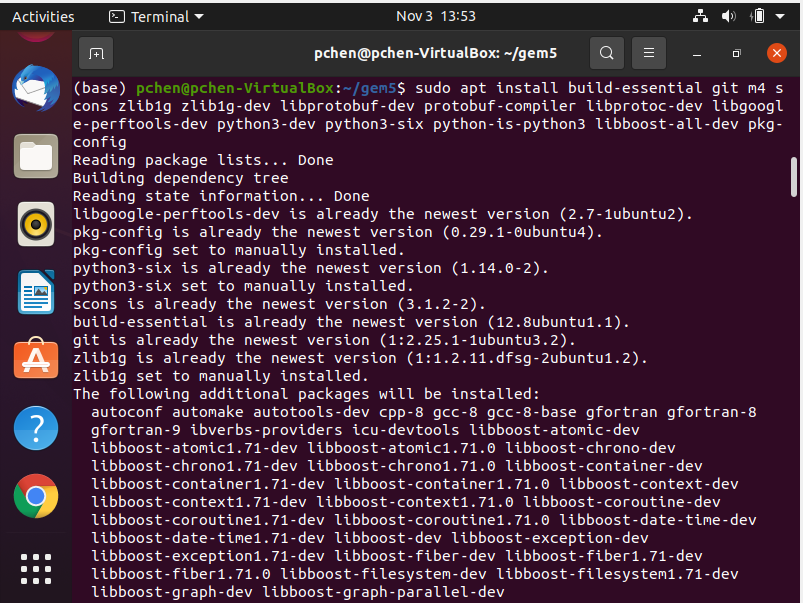 Activities Terminal Nov 3 13:53
pchen@pchen-VirtualBox: ~/gem5
(base) pchen@pchen-VirtualBox:~/gem5$ sudo apt install build-essential git m4 s
cons zlib1g zlib1g-dev libprotobuf-dev protobuf-compiler libprotoc-dev libgoogl
e-perftools-dev python3-dev python3-six python-is-python3 libboost-all-dev pkg-
config
Reading package lists... Done
Building dependency tree
Reading state information... Done
libgoogle-perftools-dev is already the newest version (2.7-1ubuntu2).
pkg-config is already the newest version (0.29.1-0ubuntu4).
pkg-config set to manually installed.
python3-six is already the newest version (1.14.0-2).
python3-six set to manually installed.
scons is already the newest version (3.1.2-2).
build-essential is already the newest version (12.8ubuntu1.1).
git is already the newest version (1:2.25.1-1ubuntu3.2).
zlib1g is already the newest version (1:1.2.11.dfsg-2ubuntu1.2).
zlib1g set to manually installed.
The following additional packages will be installed:
autoconf automake autotools-dev cpp-8 gcc-8 gcc-8-base gfortran gfortran-8
gfortran-9 ibverbs-providers icu-devtools libboost-atomic-dev
libboost-atomic1.71-dev libboost-atomic1.71.0 libboost-chrono-dev
libboost-chrono1.71-dev libboost-chrono1.71.0 libboost-container-dev
libboost-container1.71-dev libboost-container1.71.0 libboost-context-dev
libboost-context1.71-dev libboost-context1.71.0 libboost-coroutine-dev
libboost-coroutine1.71-dev libboost-coroutine1.71.0 libboost-date-time-dev
libboost-date-time1.71-dev libboost-dev libboost-exception-dev
libboost-exception1.71-dev libboost-fiber-dev libboost-fiber1.71-dev
libboost-fiber1.71.0 libboost-filesystem-dev libboost-filesystem1.71-dev
libboost-graph-dev libboost-graph-parallel-dev